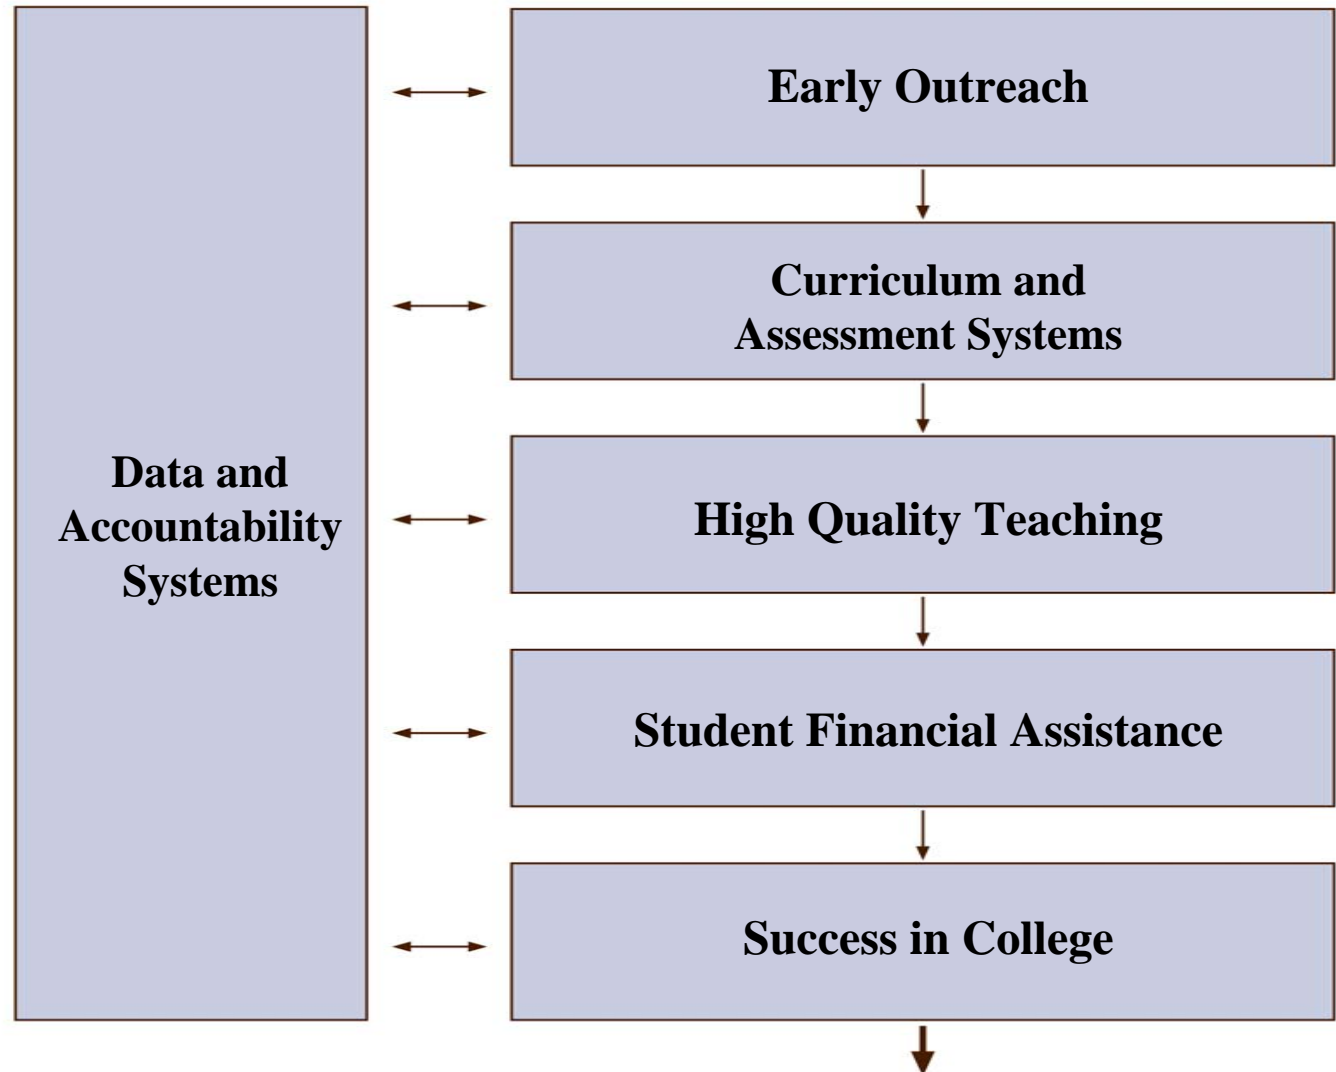 Data and
Accountability
Systems
Early Outreach
Curriculum and
Assessment Systems
High Quality Teaching
Student Financial Assistance
Success in College